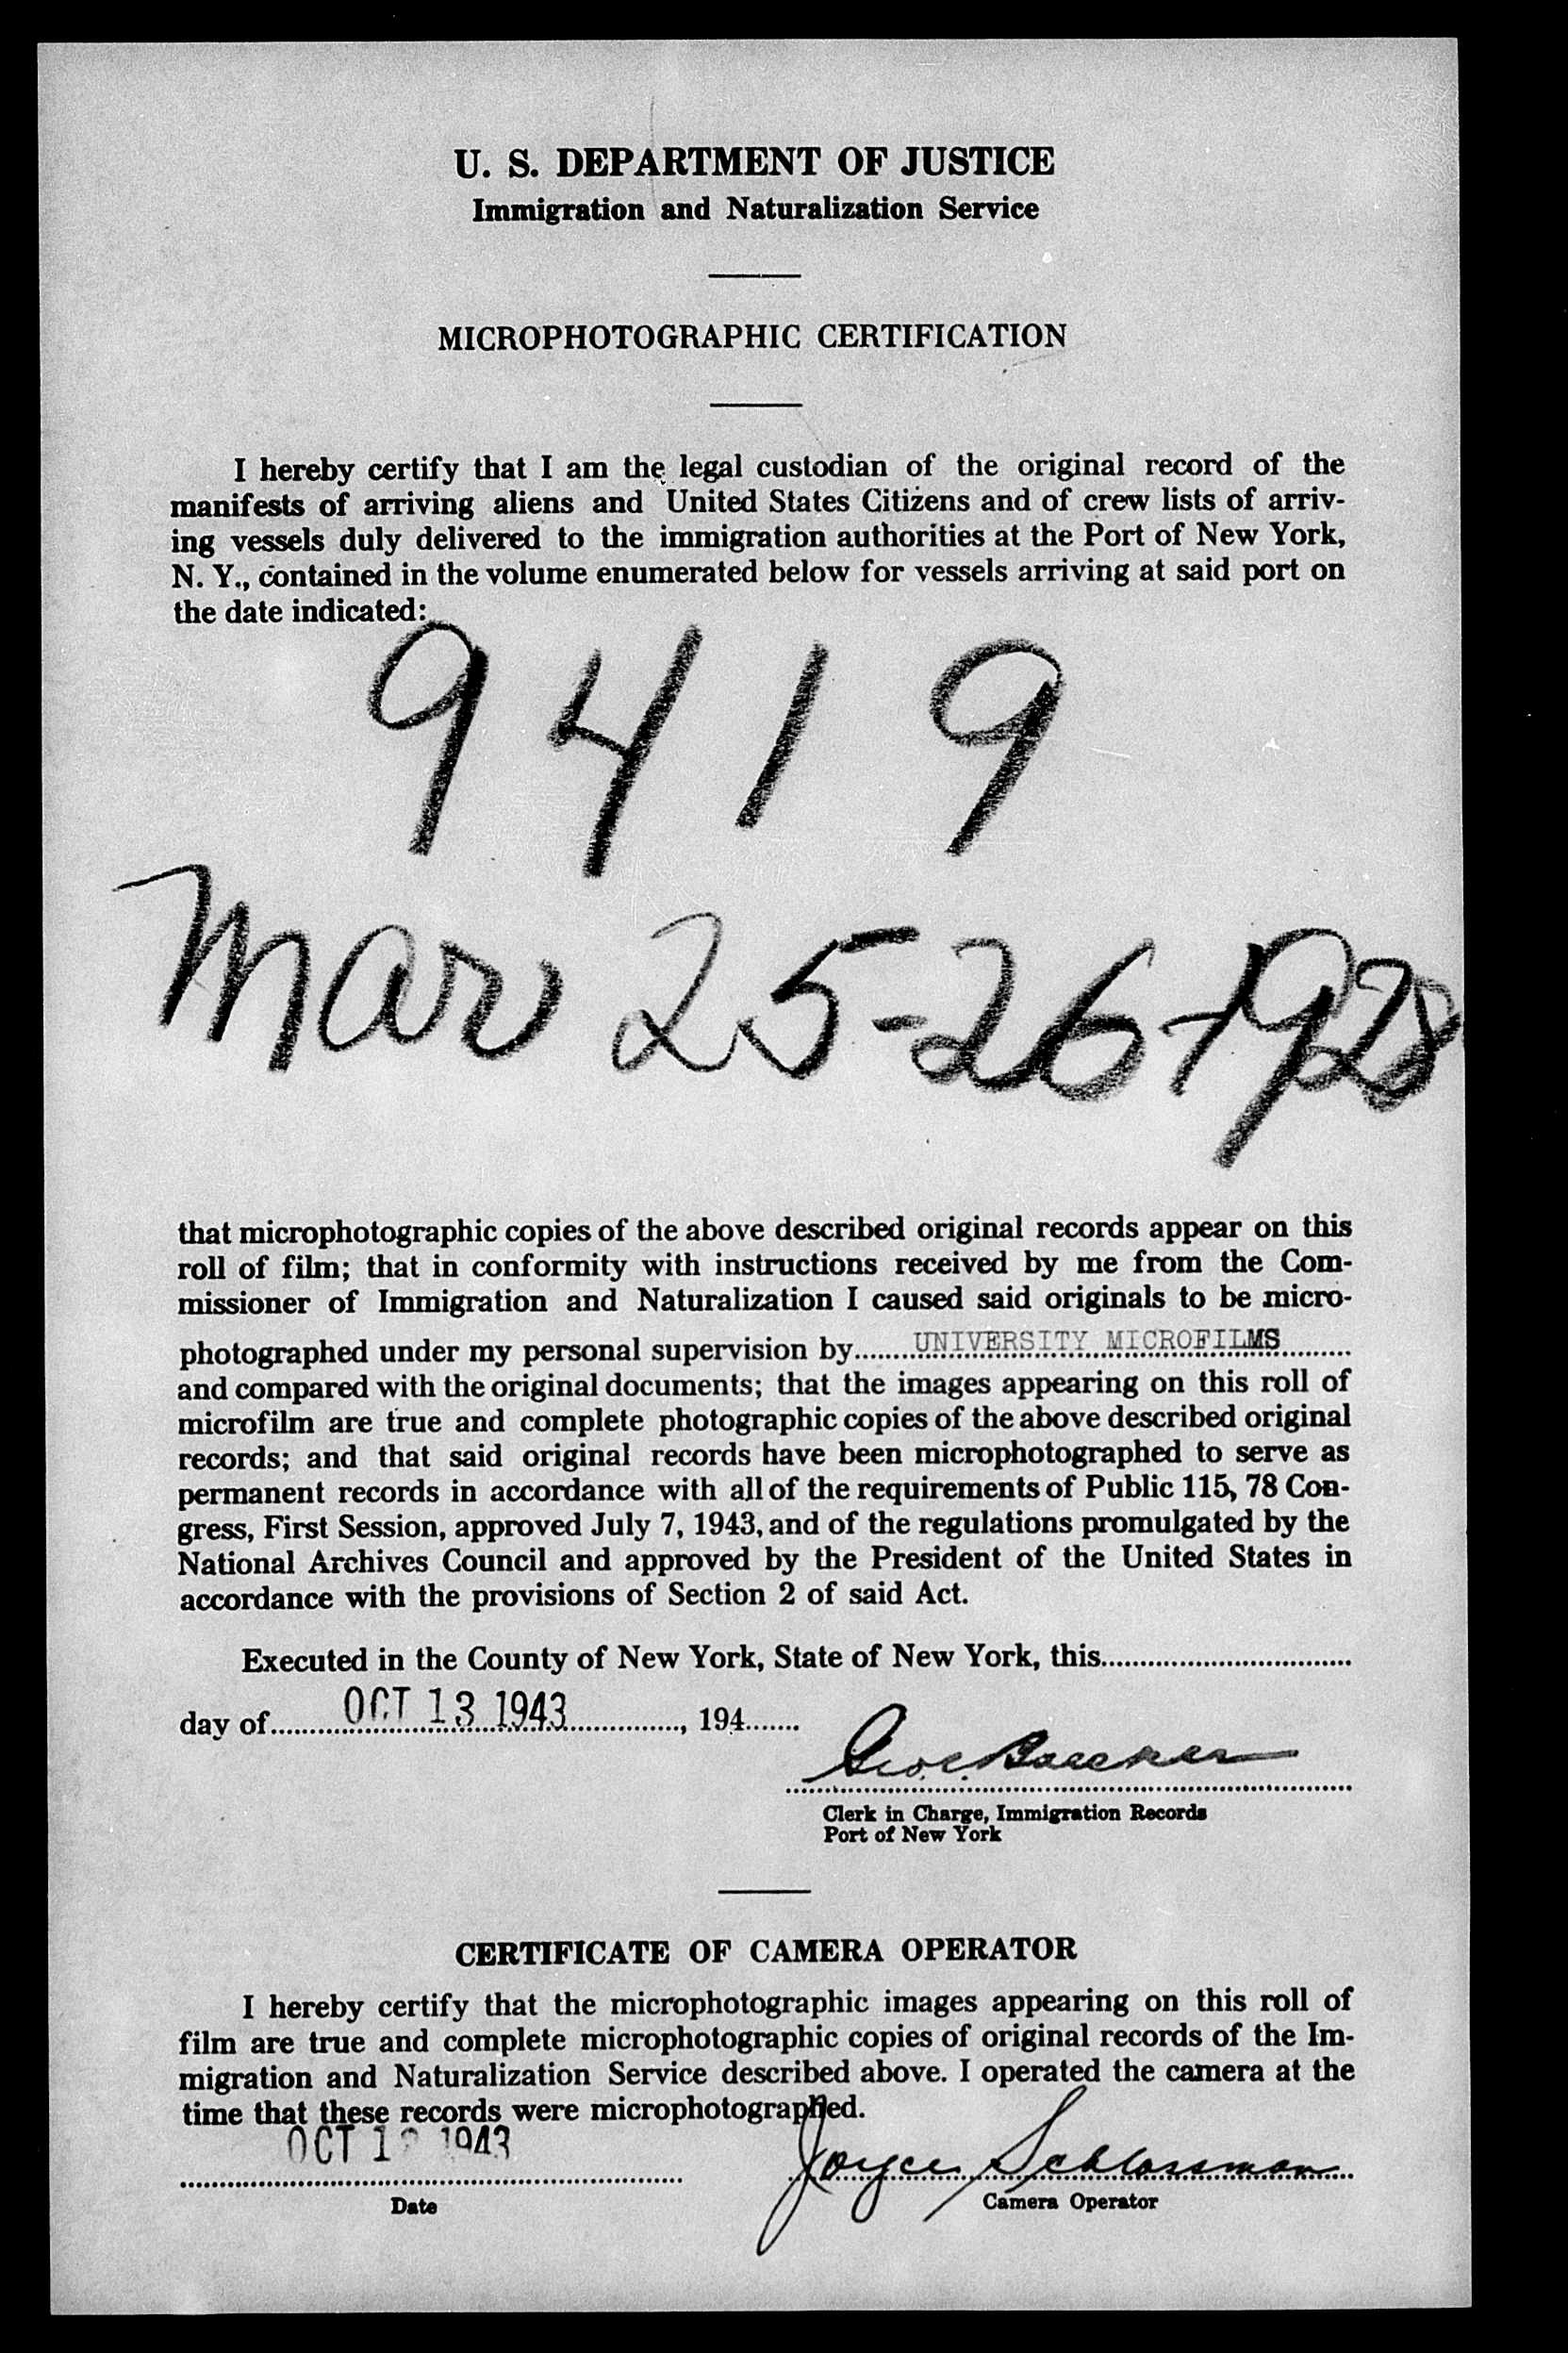 U. S. DEPARTMENT OF JUSTICE
Immigration and Naturalization Service
MICROPHOTOGRAPHIC CERTIFICATION
I hereby certify that I am the legal custodian of the original record of the
manifests of arriving aliens and United States Citizens and of crew lists of arriv-
ing vessels duly delivered to the immigration authorities at the Port of New York,
N. Y., contained in the volume enumerated below for vessels arriving at said port on
the date indicated:
9419
Mar 25-26-1928
that microphotographic copies of the above described original records appear on this
roll of film; that in conformity with instructions received by me from the Com-
missioner of Immigration and Naturalization I caused said originals to be micro-
photographed under my personal supervision by UNIVERSITY MICROFILMS
and compared with the original documents; that the images appearing on this roll of
microfilm are true and complete photographic copies of the above described original
records; and that said original records have been microphotographed to serve as
permanent records in accordance with all of the requirements of Public 115, 78 Con-
gress, First Session, approved July 7, 1943, and of the regulations promulgated by the
National Archives Council and approved by the President of the United States in
accordance with the provisions of Section 2 of said Act.
Executed in the County of New York, State of New York, this
day of OCT 13 1943, 194
Clerk in Charge, Immigration Records
Port of New York
CERTIFICATE OF CAMERA OPERATOR
I hereby certify that the microphotographic images appearing on this roll of
film are true and complete microphotographic copies of original records of the Im-
migration and Naturalization Service described above. I operated the camera at the
time that these records were microphotographed.
OCT 1 1943 Joyce Schlossman
Date Camera Operator